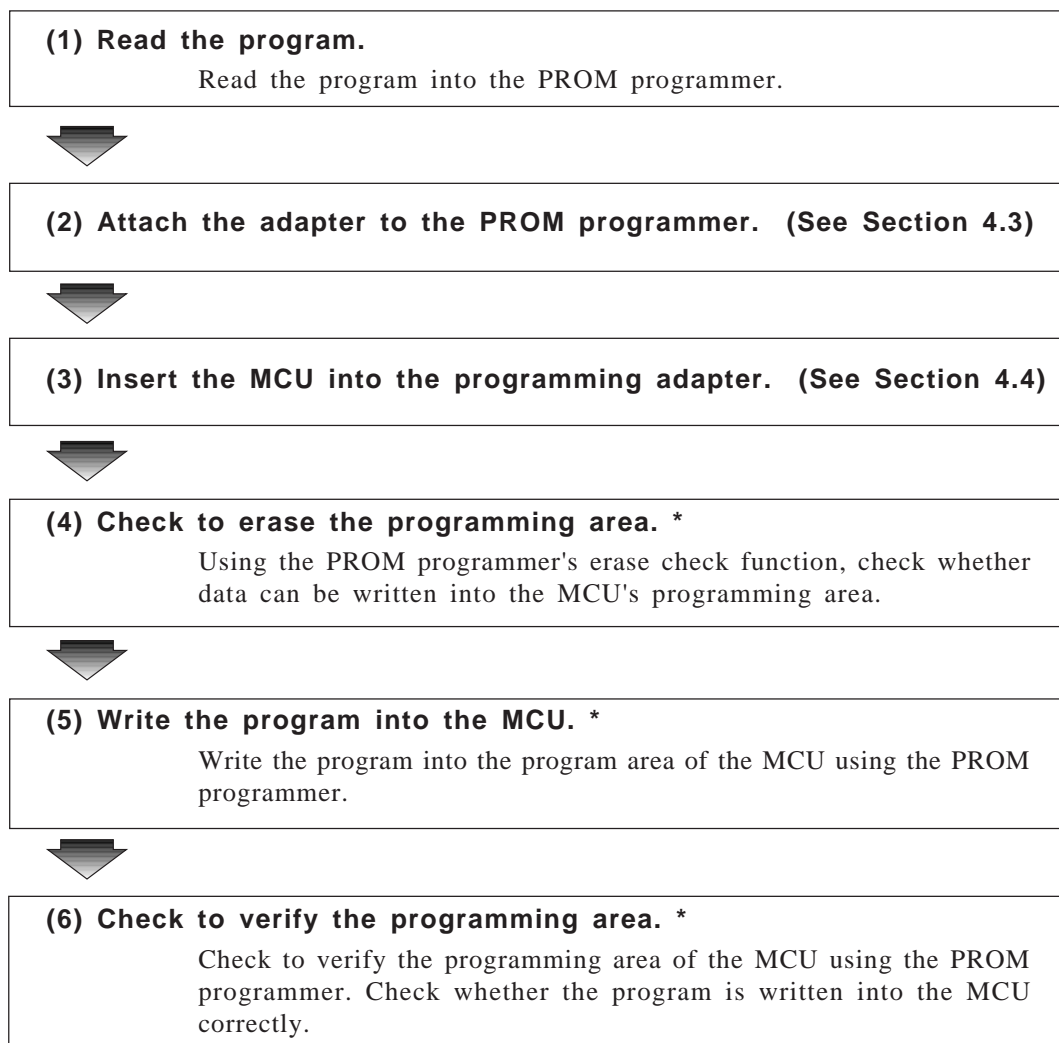 (1) Read the program.
Read the program into the PROM programmer.
(2) Attach the adapter to the PROM programmer. (See Section 4.3)
(3) Insert the MCU into the programming adapter. (See Section 4.4)
(4) Check to erase the programming area. *
Using the PROM programmer's erase check function, check whether
data can be written into the MCU's programming area.
(5) Write the program into the MCU. *
Write the program into the program area of the MCU using the PROM
programmer.
(6) Check to verify the programming area. *
Check to verify the programming area of the MCU using the PROM
programmer. Check whether the program is written into the MCU
correctly.